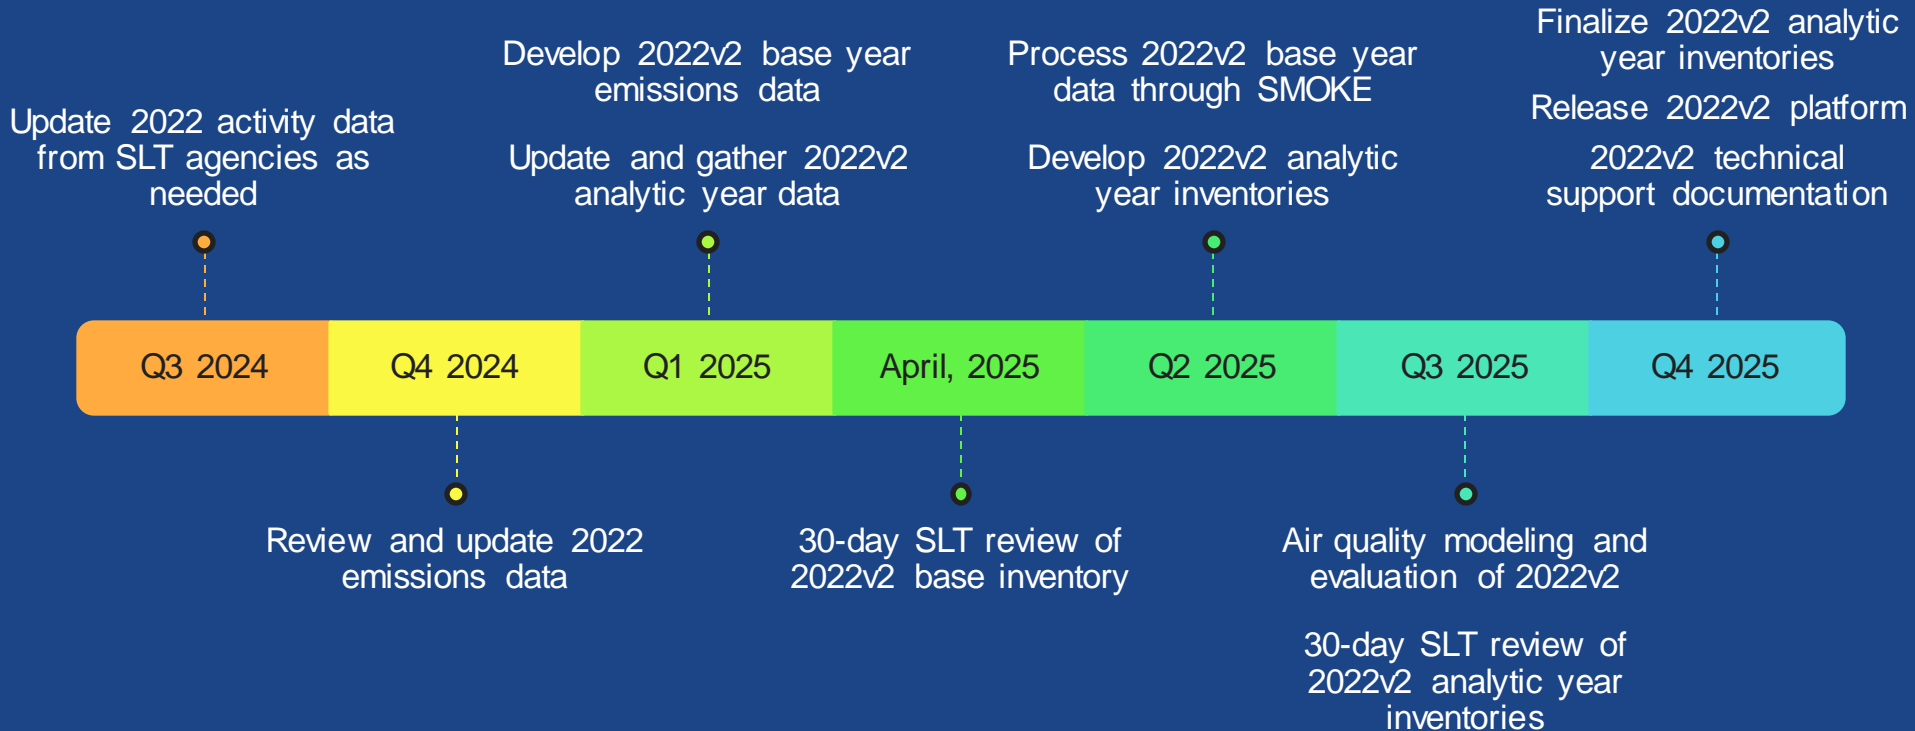 Update 2022 activity data
from SLT agencies as
needed
Develop 2022v2 base year
emissions data
Update and gather 2022v2
analytic year data
Process 2022v2 base year
data through SMOKE
Develop 2022v2 analytic
year inventories
Finalize 2022v2 analytic
year inventories
Release 2022v2 platform
2022v2 technical
support documentation
Q3 2024
Q4 2024
Q1 2025
April, 2025
Q2 2025
Q3 2025
Q4 2025
Review and update 2022
emissions data
30-day SLT review of
2022v2 base inventory
Air quality modeling and
evaluation of 2022v2
30-day SLT review of
2022v2 analytic year
inventories